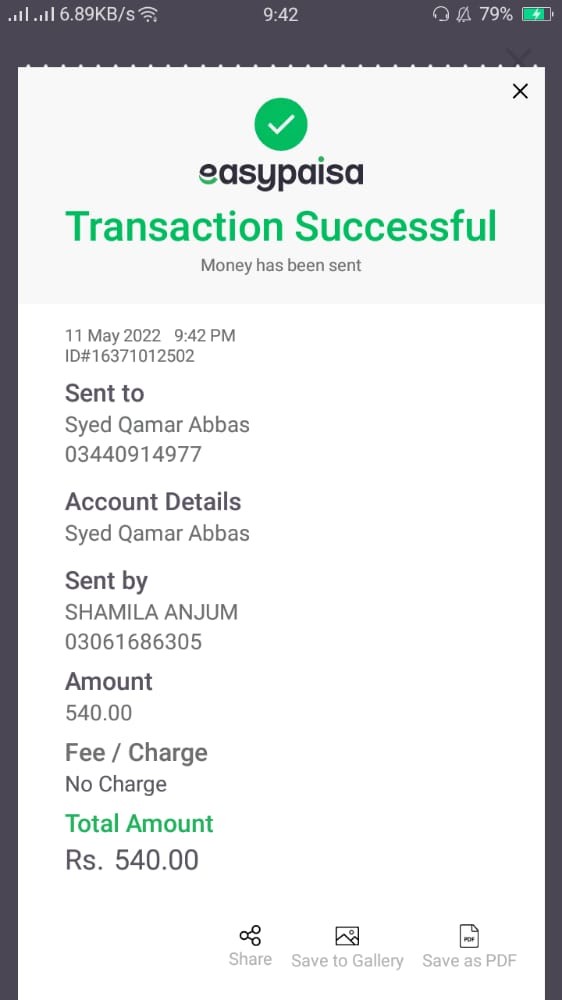 6.89KB/s 9:42 79%
easypaisa
Transaction Successful
Money has been sent
11 May 2022 9:42 PM
ID#16371012502
Sent to
Syed Qamar Abbas
03440914977
Account Details
Syed Qamar Abbas
Sent by
SHAMILA ANJUM
03061686305
Amount
540.00
Fee / Charge
No Charge
Total Amount
Rs. 540.00
PDF
Share Save to Gallery Save as PDF